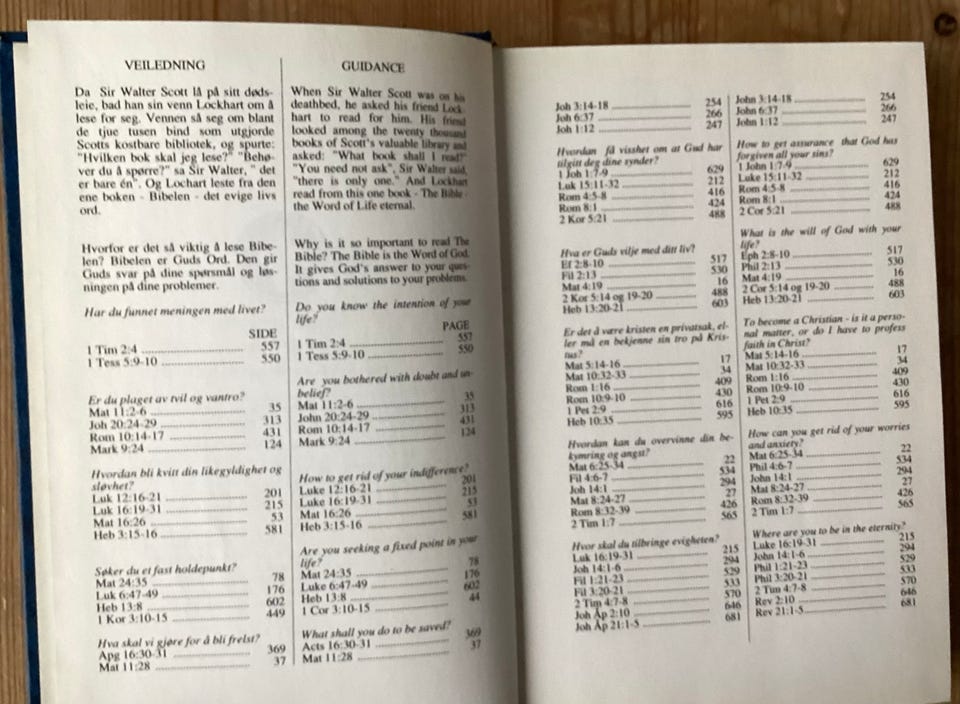 VEILEDNING
Da Sir Walter Scott lå på sitt døds-
leie, bad han sin venn Lockhart om å
lese for seg. Vennen så seg om blant
de tjue tusen bind som utgjorde
Scotts kostbare bibliotek, og spurte:
"Hvilken bok skal jeg lese?" "Behø-
ver du å spørre?" sa Sir Walter, " det
er bare én". Og Lochart leste fra den
ene boken - Bibelen - det evige livs
ord.
Hvorfor er det så viktig å lese Bibe-
len? Bibelen er Guds Ord. Den gir
Guds svar på dine spørsmål og løs-
ningen på dine problemer.
Har du funnet meningen med livet?
SIDE
1 Tim 2:4 557
1 Tess 5:9-10 550
Er du plaget av tvil og vantro?
Mat 11:2-6 35
Joh 20:24-29 313
Rom 10:14-17 431
Mark 9:24 124
Hvordan bli kvitt din likegyldighet og
sløvhet?
Luk 12:16-21 201
Luk 16:19-31 215
Mat 16:26 53
Heb 3:15-16 581
Søker du et fast holdepunkt?
Mat 24:35 78
Luk 6:47-49 176
Heb 13:8 602
1 Kor 3:10-15 449
Hva skal vi gjøre for å bli frelst?
Apg 16:30-31 369
Mat 11:28 37
GUIDANCE
When Sir Walter Scott was on his
deathbed, he asked his friend Lock-
hart to read for him. His friend
looked among the twenty thousand
books of Scott's valuable library and
asked: "What book shall I read?"
"You need not ask", Sir Walter said,
"there is only one." And Lockhart
read from this one book - The Bible -
the Word of Life eternal.
Why is it so important to read The
Bible? The Bible is the Word of God.
It gives God's answer to your ques-
tions and solutions to your problems.
Do you know the intention of your
life?
PAGE
1 Tim 2:4 557
1 Tess 5:9-10 550
Are you bothered with doubt and un-
belief?
Mat 11:2-6 35
John 20:24-29 313
Rom 10:14-17 431
Mark 9:24 124
How to get rid of your indifference?
Luke 12:16-21 201
Luke 16:19-31 215
Mat 16:26 53
Heb 3:15-16 581
Are you seeking a fixed point in your
life?
Mat 24:35 78
Luke 6:47-49 176
Heb 13:8 602
1 Cor 3:10-15 44
What shall you do to be saved?
Acts 16:30-31 369
Mat 11:28 37
Joh 3:14-18 254
Joh 6:37 266
Joh 1:12 247
Hvordan få visshet om at Gud har
tilgitt deg dine synder?
1 Joh 1:7-9 629
Luk 15:11-32 212
Rom 4:5-8 416
Rom 8:1 424
2 Kor 5:21 488
Hva er Guds vilje med ditt liv?
Ef 2:8-10 517
Fil 2:13 530
Mat 4:19 16
2 Kor 5:14 og 19-20 488
Heb 13:20-21 603
Er det å være kristen en privatsak, el-
ler må en bekjenne sin tro på Kris-
tus?
Mat 5:14-16 17
Mat 10:32-33 34
Rom 1:16 409
Rom 10:9-10 430
1 Pet 2:9 616
Heb 10:35 595
Hvordan kan du overvinne din be-
kymring og angst?
Mat 6:25-34 22
Fil 4:6-7 534
Joh 14:1 294
Mat 8:24-27 27
Rom 8:32-39 426
2 Tim 1:7 565
Hvor skal du tilbringe evigheten?
Luk 16:19-31 215
Joh 14:1-6 294
Fil 1:21-23 529
Fil 3:20-21 533
2 Tim 4:7-8 570
Joh Åp 2:10 646
Joh Åp 21:1-5 681
John 3:14-18 254
John 6:37 266
John 1:12 247
How to get assurance that God has
forgiven all your sins?
1 John 1:7-9 629
Luke 15:11-32 212
Rom 4:5-8 416
Rom 8:1 424
2 Cor 5:21 488
What is the will of God with your
life?
Eph 2:8-10 517
Phil 2:13 530
Mat 4:19 16
2 Cor 5:14 og 19-20 488
Heb 13:20-21 603
To become a Christian - is it a perso-
nal matter, or do I have to profess
faith in Christ?
Mat 5:14-16 17
Mat 10:32-33 34
Rom 1:16 409
Rom 10:9-10 430
1 Pet 2:9 616
Heb 10:35 595
How can you get rid of your worries
and anxiety?
Mat 6:25-34 22
Phil 4:6-7 534
John 14:1 294
Mat 8:24-27 27
Rom 8:32-39 426
2 Tim 1:7 565
Where are you to be in the eternity?
Luke 16:19-31 215
John 14:1-6 294
Phil 1:21-23 529
Phil 3:20-21 533
2 Tim 4:7-8 570
Rev 2:10 646
Rev 21:1-5 681